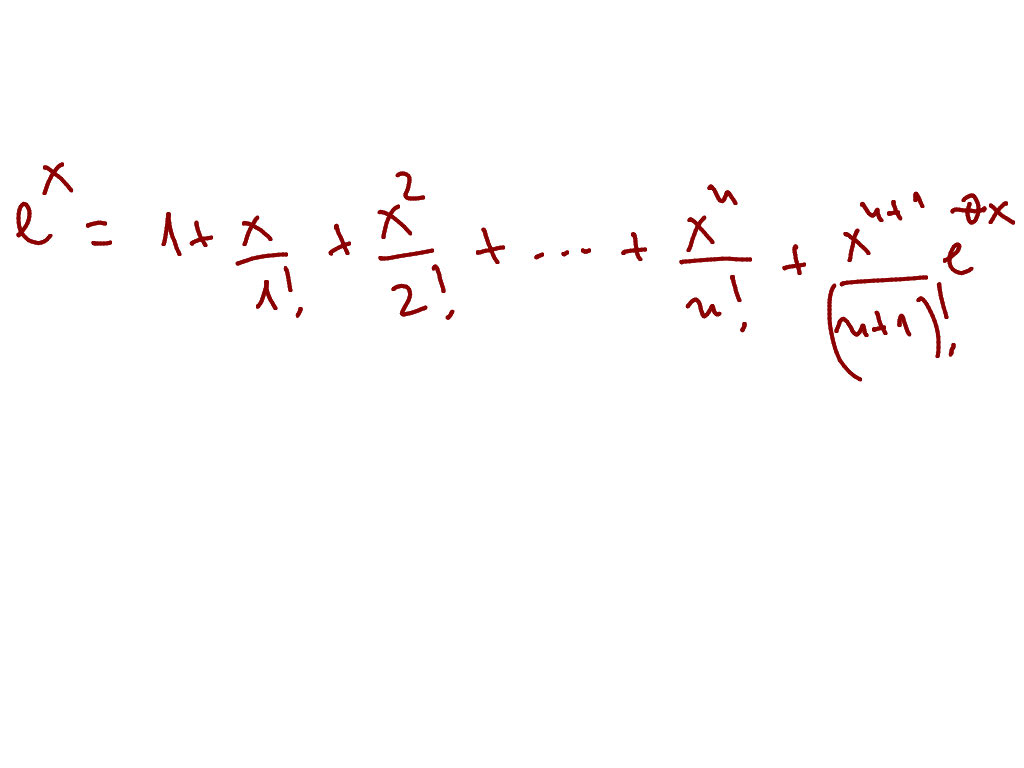 e^x = 1 + x/1! + x^2/2! + ... + x^n/n! + x^{n+1}/(n+1)! e^{θx}